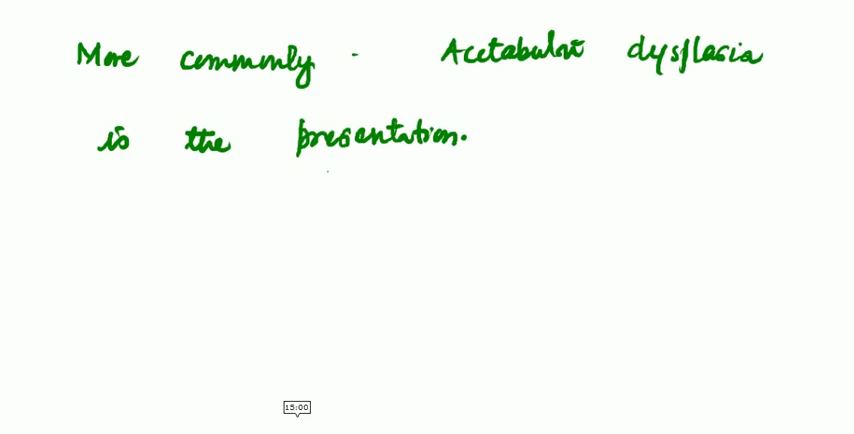 More commonly - Acetabular dysplasia
is the presentation.
15:00